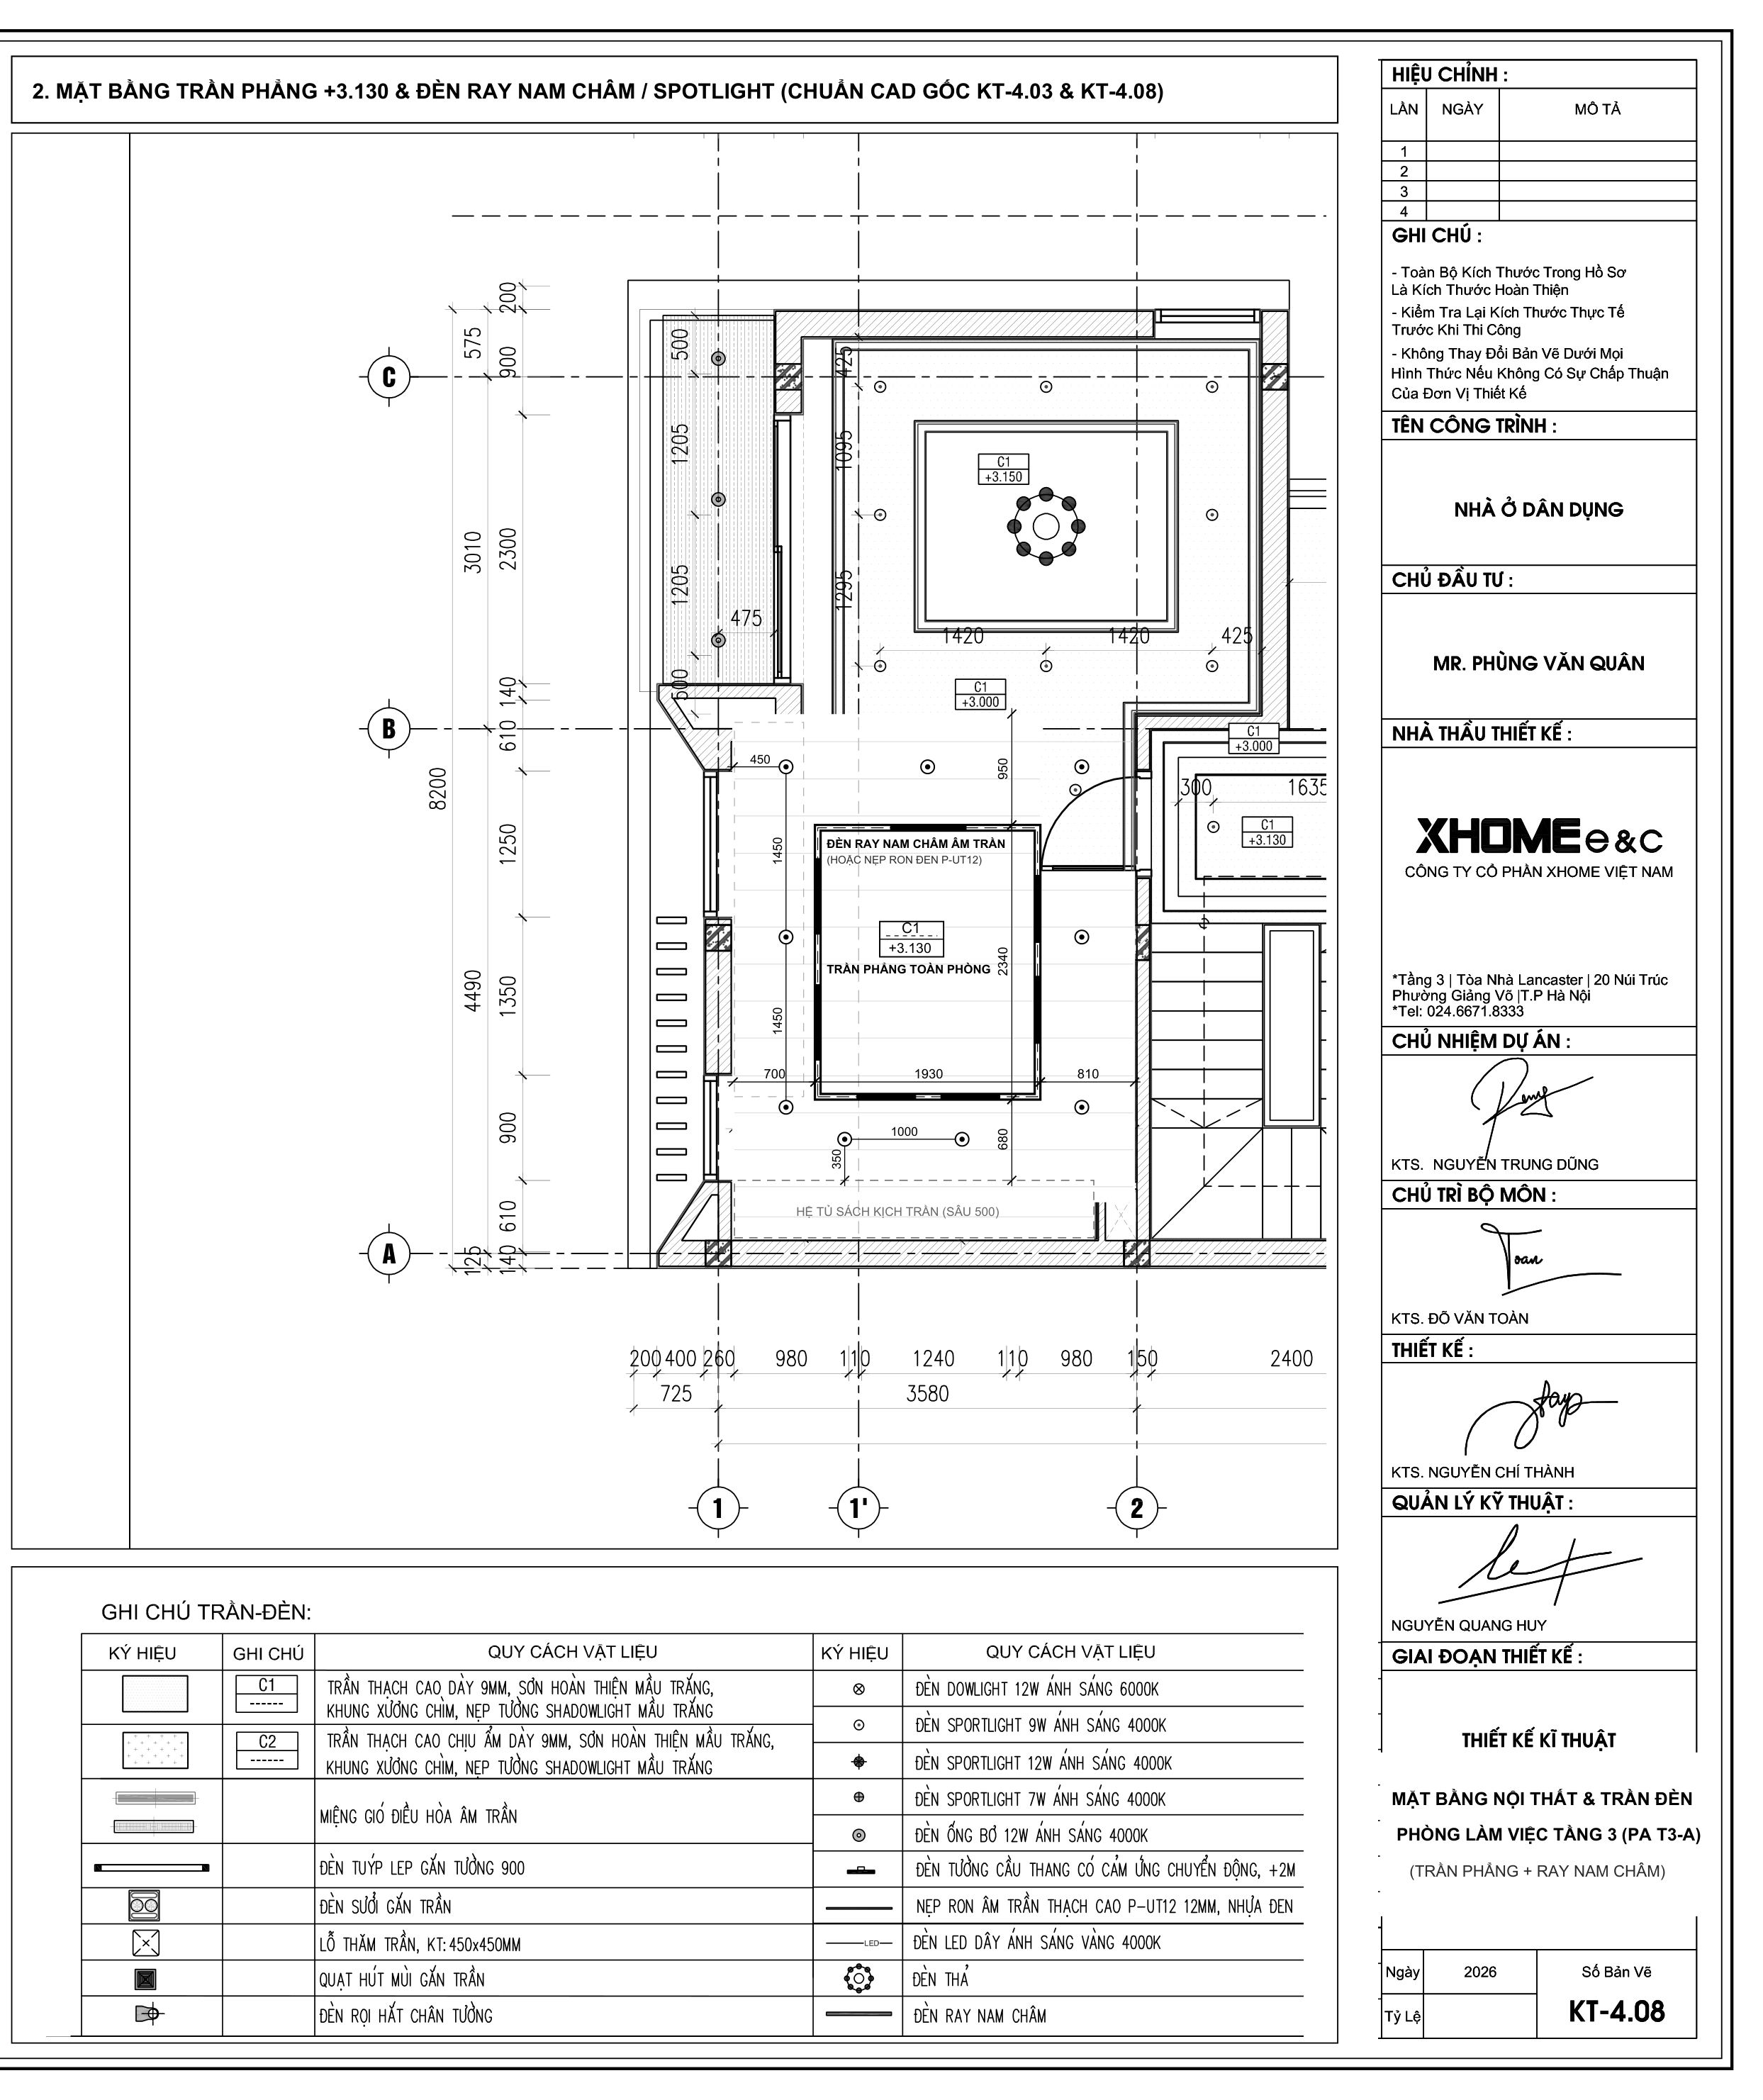 2. MẶT BẰNG TRẦN PHẲNG +3.130 & ĐÈN RAY NAM CHÂM / SPOTLIGHT (CHUẨN CAD GỐC KT-4.03 & KT-4.08)
200
575
900
500
425
C
1205
1095
C1
+3.150
3010
2300
1205
1295
475
1420
1420
425
500
140
C1
+3.000
B
610
C1
+3.000
450
950
8200
300
1635
1250
1450
C1
+3.130
ĐÈN RAY NAM CHÂM ÂM TRẦN
(HOẶC NẸP RON ĐEN P-UT12)
C1
+3.130
TRẦN PHẲNG TOÀN PHÒNG
2340
4490
1350
1450
700
1930
810
900
1000
680
350
610
HỆ TỦ SÁCH KỊCH TRẦN (SÂU 500)
A
125
140
200
400
260
980
110
1240
110
980
150
2400
725
3580
1
1'
2
GHI CHÚ TRẦN-ĐÈN:
KÝ HIỆU GHI CHÚ QUY CÁCH VẬT LIỆU KÝ HIỆU QUY CÁCH VẬT LIỆU
C1
------
TRẦN THẠCH CAO DÀY 9MM, SƠN HOÀN THIỆN MẦU TRẮNG,
KHUNG XƯƠNG CHÌM, NẸP TƯỜNG SHADOWLIGHT MẦU TRẮNG
C2
------
TRẦN THẠCH CAO CHỊU ẨM DÀY 9MM, SƠN HOÀN THIỆN MẦU TRẮNG,
KHUNG XƯƠNG CHÌM, NẸP TƯỜNG SHADOWLIGHT MẦU TRẮNG
MIỆNG GIÓ ĐIỀU HÒA ÂM TRẦN
ĐÈN TUÝP LEP GẮN TƯỜNG 900
ĐÈN SƯỞI GẮN TRẦN
LỖ THĂM TRẦN, KT:450x450MM
QUẠT HÚT MÙI GẮN TRẦN
ĐÈN RỌI HẮT CHÂN TƯỜNG
ĐÈN DOWLIGHT 12W ÁNH SÁNG 6000K
ĐÈN SPORTLIGHT 9W ÁNH SÁNG 4000K
ĐÈN SPORTLIGHT 12W ÁNH SÁNG 4000K
ĐÈN SPORTLIGHT 7W ÁNH SÁNG 4000K
ĐÈN ỐNG BƠ 12W ÁNH SÁNG 4000K
ĐÈN TƯỜNG CẦU THANG CÓ CẢM ỨNG CHUYỂN ĐỘNG, +2M
NẸP RON ÂM TRẦN THẠCH CAO P-UT12 12MM, NHỰA ĐEN
LED
ĐÈN LED DÂY ÁNH SÁNG VÀNG 4000K
ĐÈN THẢ
ĐÈN RAY NAM CHÂM
HIỆU CHỈNH :
LẦN NGÀY MÔ TẢ
1
2
3
4
GHI CHÚ :
- Toàn Bộ Kích Thước Trong Hồ Sơ
Là Kích Thước Hoàn Thiện
- Kiểm Tra Lại Kích Thước Thực Tế
Trước Khi Thi Công
- Không Thay Đổi Bản Vẽ Dưới Mọi
Hình Thức Nếu Không Có Sự Chấp Thuận
Của Đơn Vị Thiết Kế
TÊN CÔNG TRÌNH :
NHÀ Ở DÂN DỤNG
CHỦ ĐẦU TƯ :
MR. PHÙNG VĂN QUÂN
NHÀ THẦU THIẾT KẾ :
XHOME e&c
CÔNG TY CỔ PHẦN XHOME VIỆT NAM
*Tầng 3 | Tòa Nhà Lancaster | 20 Núi Trúc
Phường Giảng Võ |T.P Hà Nội
*Tel: 024.6671.8333
CHỦ NHIỆM DỰ ÁN :
KTS. NGUYỄN TRUNG DŨNG
CHỦ TRÌ BỘ MÔN :
Toan
KTS. ĐỖ VĂN TOÀN
THIẾT KẾ :
KTS. NGUYỄN CHÍ THÀNH
QUẢN LÝ KỸ THUẬT :
NGUYỄN QUANG HUY
GIAI ĐOẠN THIẾT KẾ :
THIẾT KẾ KĨ THUẬT
MẶT BẰNG NỘI THẤT & TRẦN ĐÈN
PHÒNG LÀM VIỆC TẦNG 3 (PA T3-A)
(TRẦN PHẲNG + RAY NAM CHÂM)
Ngày 2026 Số Bản Vẽ
Tỷ Lệ KT-4.08